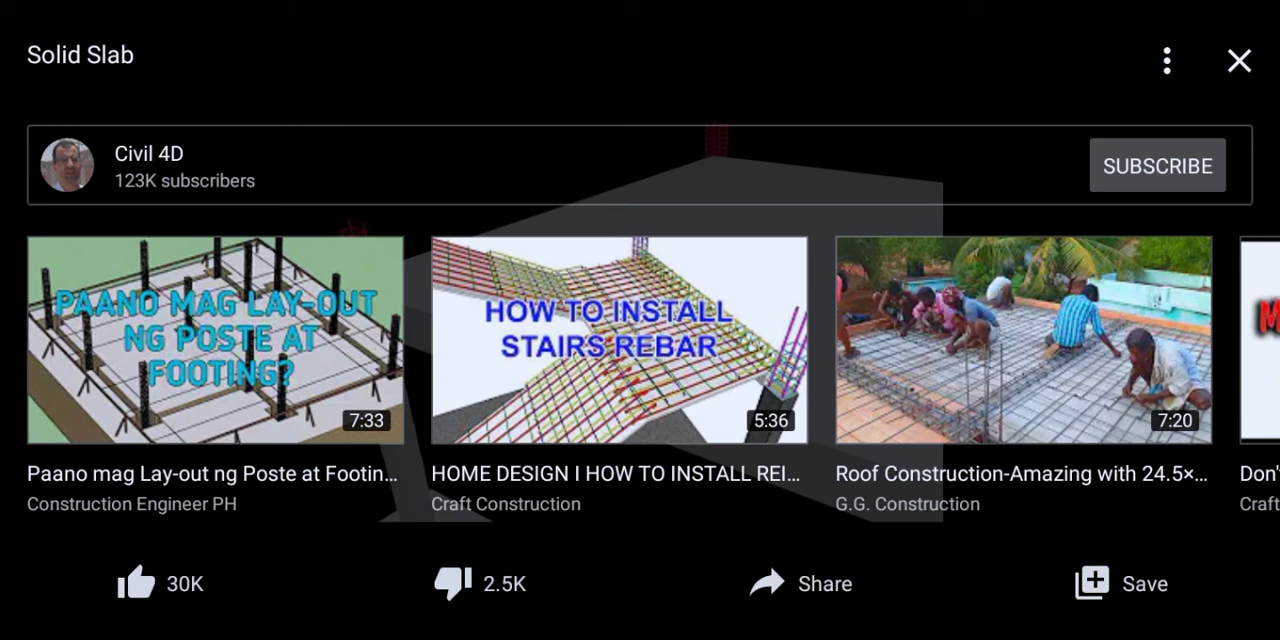 Solid Slab
Civil 4D
123K subscribers
SUBSCRIBE
PAANO MAG LAY-OUT
NG POSTE AT
FOOTING?
7:33
HOW TO INSTALL
STAIRS REBAR
5:36
7:20
M
Paano mag Lay-out ng Poste at Footin...
Construction Engineer PH
HOME DESIGN I HOW TO INSTALL REI...
Craft Construction
Roof Construction-Amazing with 24.5×...
G.G. Construction
Don'
Craft
30K
2.5K
Share
Save